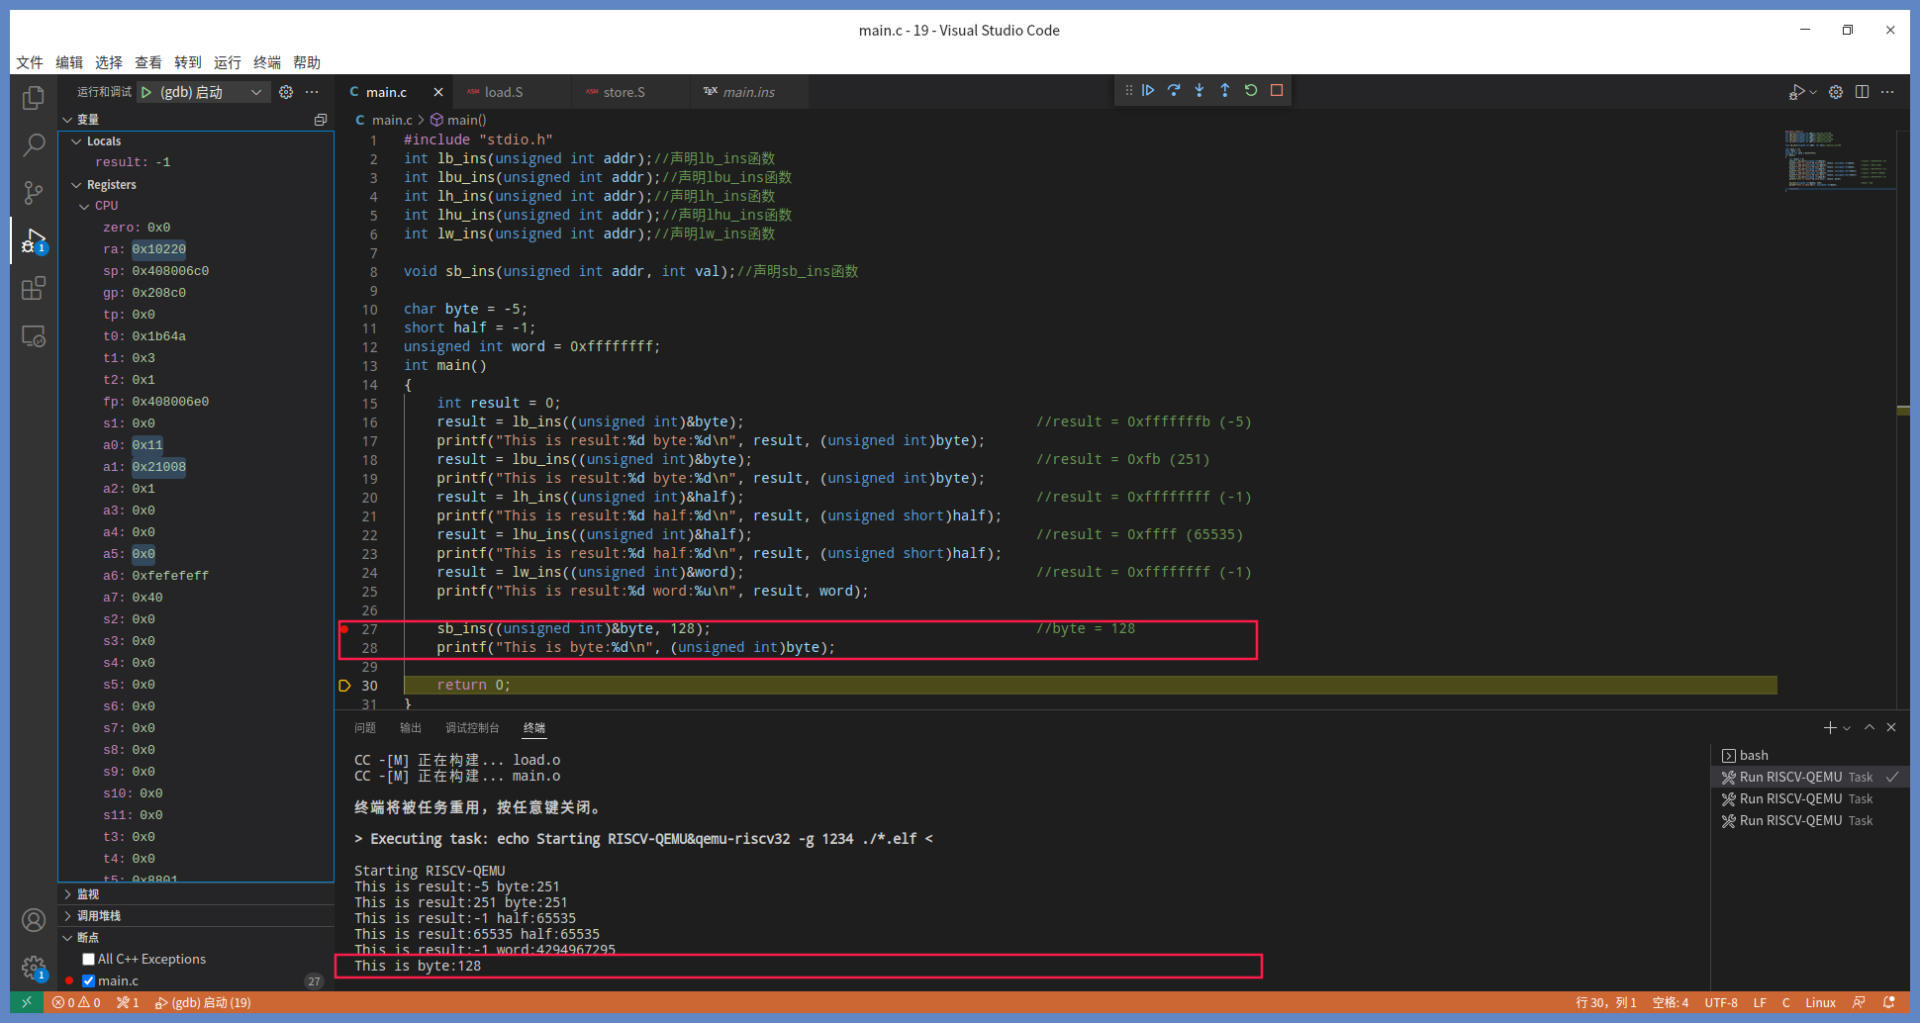 main.c - 19 - Visual Studio Code
文件 编辑 选择 查看 转到 运行 终端 帮助
运行和调试 (gdb) 启动
变量
Locals
result: -1
Registers
CPU
zero: 0x0
ra: 0x10220
sp: 0x408006c0
gp: 0x208c0
tp: 0x0
t0: 0x1b64a
t1: 0x3
t2: 0x1
fp: 0x408006e0
s1: 0x0
a0: 0x11
a1: 0x21008
a2: 0x1
a3: 0x0
a4: 0x0
a5: 0x0
a6: 0xfefefeff
a7: 0x40
s2: 0x0
s3: 0x0
s4: 0x0
s5: 0x0
s6: 0x0
s7: 0x0
s8: 0x0
s9: 0x0
s10: 0x0
s11: 0x0
t3: 0x0
t4: 0x0
t5: 0x8801
监视
调用堆栈
断点
All C++ Exceptions
main.c 27
main.c load.S store.S main.ins
main.c > main()
1 #include "stdio.h"
2 int lb_ins(unsigned int addr);//声明lb_ins函数
3 int lbu_ins(unsigned int addr);//声明lbu_ins函数
4 int lh_ins(unsigned int addr);//声明lh_ins函数
5 int lhu_ins(unsigned int addr);//声明lhu_ins函数
6 int lw_ins(unsigned int addr);//声明lw_ins函数
7
8 void sb_ins(unsigned int addr, int val);//声明sb_ins函数
9
10 char byte = -5;
11 short half = -1;
12 unsigned int word = 0xffffffff;
13 int main()
14 {
15 int result = 0;
16 result = lb_ins((unsigned int)&byte); //result = 0xfffffffb (-5)
17 printf("This is result:%d byte:%d\n", result, (unsigned int)byte);
18 result = lbu_ins((unsigned int)&byte); //result = 0xfb (251)
19 printf("This is result:%d byte:%d\n", result, (unsigned int)byte);
20 result = lh_ins((unsigned int)&half); //result = 0xffffffff (-1)
21 printf("This is result:%d half:%d\n", result, (unsigned short)half);
22 result = lhu_ins((unsigned int)&half); //result = 0xffff (65535)
23 printf("This is result:%d half:%d\n", result, (unsigned short)half);
24 result = lw_ins((unsigned int)&word); //result = 0xffffffff (-1)
25 printf("This is result:%d word:%u\n", result, word);
26
27 sb_ins((unsigned int)&byte, 128); //byte = 128
28 printf("This is byte:%d\n", (unsigned int)byte);
29
30 return 0;
31 }
问题 输出 调试控制台 终端
CC -[M] 正在构建... load.o
CC -[M] 正在构建... main.o
终端将被任务重用，按任意键关闭。
> Executing task: echo Starting RISCV-QEMU&qemu-riscv32 -g 1234 ./*.elf <
Starting RISCV-QEMU
This is result:-5 byte:251
This is result:251 byte:251
This is result:-1 half:65535
This is result:65535 half:65535
This is result:-1 word:4294967295
This is byte:128
bash
Run RISCV-QEMU Task
Run RISCV-QEMU Task
Run RISCV-QEMU Task
0 0 1 (gdb) 启动 (19)
行 30，列 1 空格: 4 UTF-8 LF C Linux